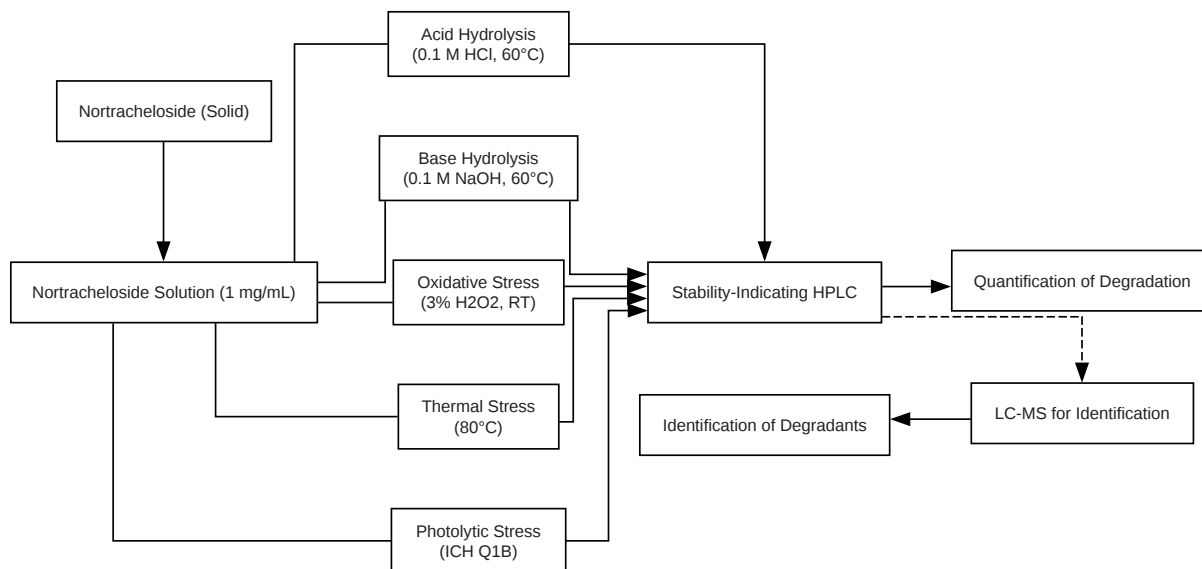 Acid Hydrolysis
(0.1 M HCl, 60°C)
Nortracheloside (Solid)
Base Hydrolysis
(0.1 M NaOH, 60°C)
Nortracheloside Solution (1 mg/mL)
Oxidative Stress
(3% H2O2, RT)
Stability-Indicating HPLC
Quantification of Degradation
Thermal Stress
(80°C)
Identification of Degradants
LC-MS for Identification
Photolytic Stress
(ICH Q1B)